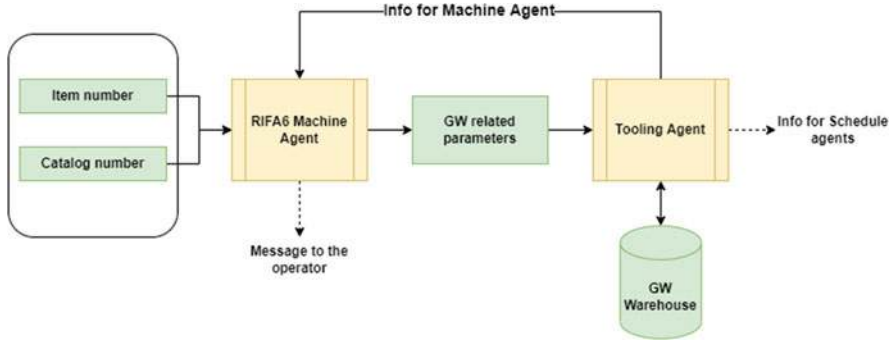 Info for Machine Agent
Item number
Catalog number
RIFA6 Machine
Agent
GW related
parameters
Tooling Agent
Info for Schedule
agents
Message to the
operator
GW
Warehouse